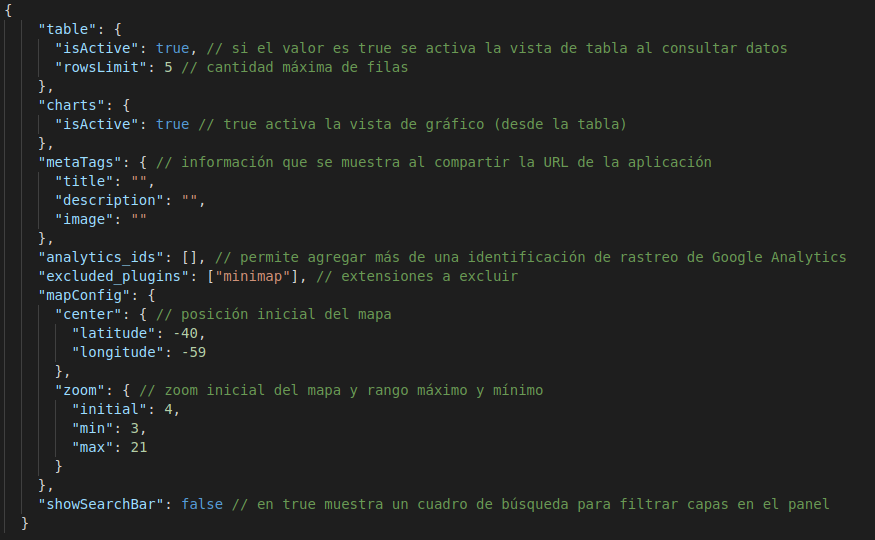 {
"table": {
"isActive": true, // si el valor es true se activa la vista de tabla al consultar datos
"rowsLimit": 5 // cantidad máxima de filas
},
"charts": {
"isActive": true // true activa la vista de gráfico (desde la tabla)
},
"metaTags": { // información que se muestra al compartir la URL de la aplicación
"title": "",
"description": "",
"image": ""
},
"analytics_ids": [], // permite agregar más de una identificación de rastreo de Google Analytics
"excluded_plugins": ["minimap"], // extensiones a excluir
"mapConfig": {
"center": { // posición inicial del mapa
"latitude": -40,
"longitude": -59
},
"zoom": { // zoom inicial del mapa y rango máximo y mínimo
"initial": 4,
"min": 3,
"max": 21
}
},
"showSearchBar": false // en true muestra un cuadro de búsqueda para filtrar capas en el panel
}